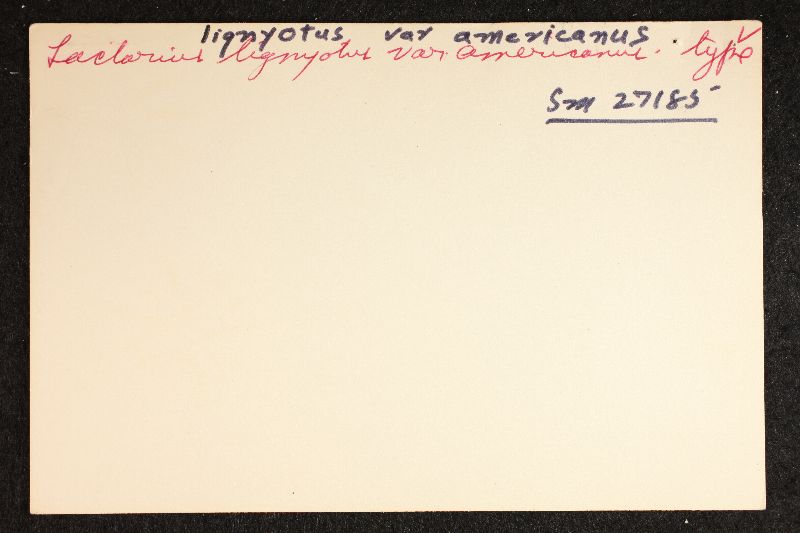 lignyotus var americanus.
Lactarius lignyotus var americanus. type
Sm 27185